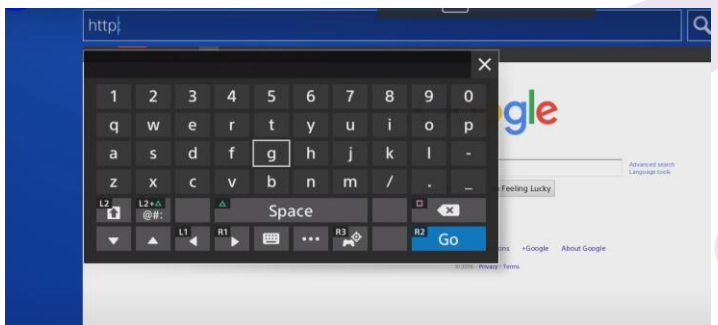 http:
1 2 3 4 5 6 7 8 9 0
q w e r t y u i o p
a s d f g h j k l -
z x c v b n m / . _
L2 L2+△ @#: △ Space □
L1 R1 ... R3 R2 Go
gle
Advanced search
Language tools
Feeling Lucky
+Google About Google
Privacy - Terms